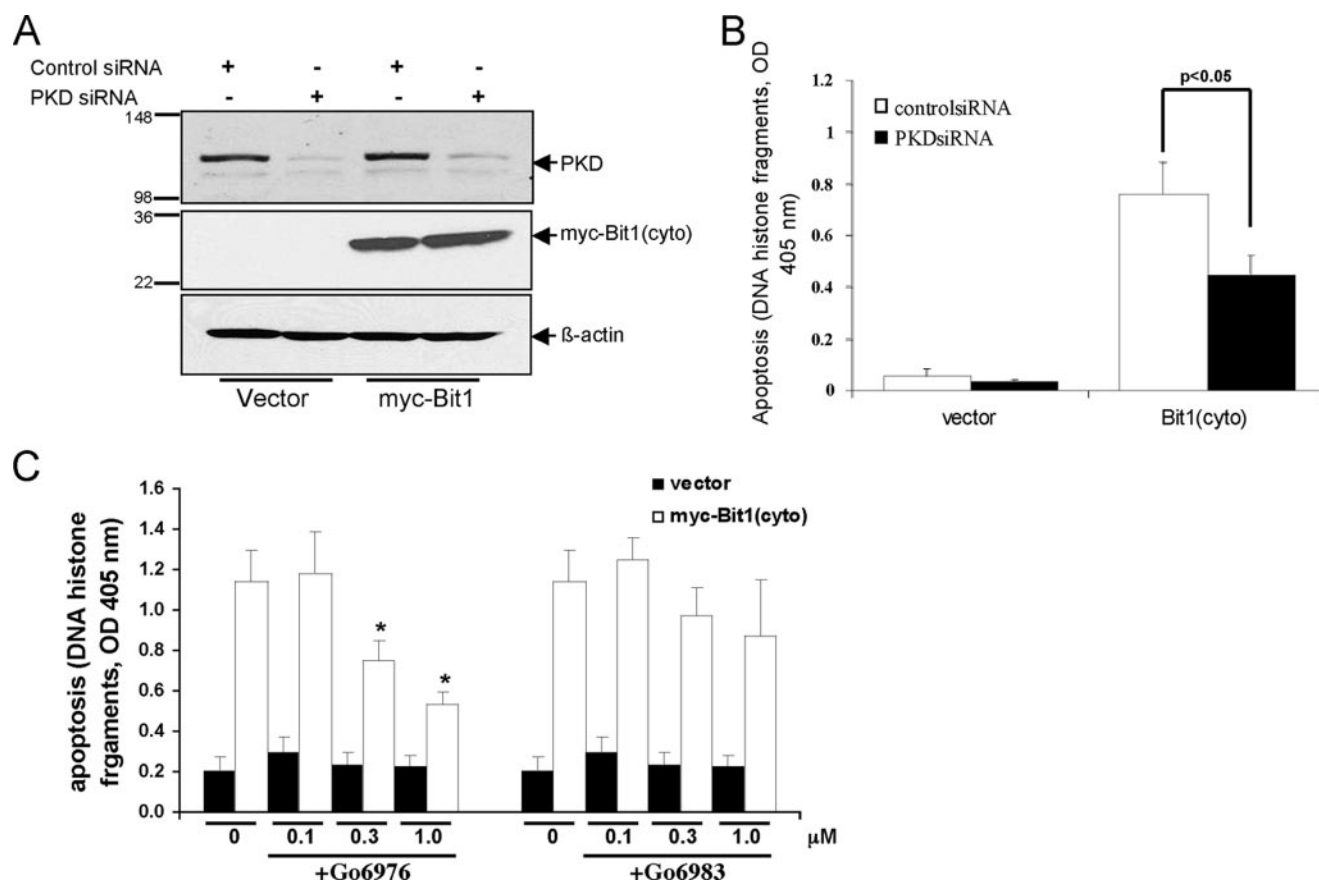 A
Control siRNA + - + -
PKD siRNA - + - +
148
PKD
98
36
myc-Bit1(cyto)
22
ß-actin
Vector myc-Bit1
B
Apoptosis (DNA histone fragments, OD
405 nm)
1.2
1
0.8
0.6
0.4
0.2
0
controlsiRNA
PKDsiRNA
p<0.05
vector Bit1(cyto)
C
apoptosis (DNA histone
frgaments, OD 405 nm)
1.6
1.4
1.2
1.0
0.8
0.6
0.4
0.2
0.0
vector
myc-Bit1(cyto)
* *
0 0.1 0.3 1.0 0 0.1 0.3 1.0 µM
+Go6976 +Go6983